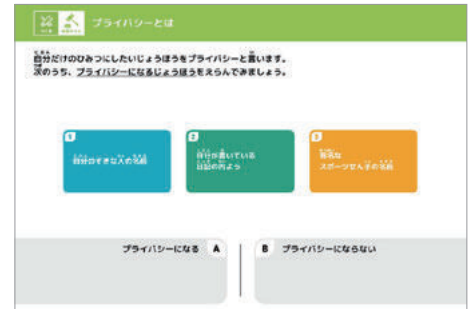 プライバシーとは
自分だけのひみつにしたいじょうほうをプライバシーと言います。
次のうち、プライバシーになるじょうほうをえらんでみましょう。
1
自分のすきな人の名前
2
自分が書いている
日記の内よう
3
有名な
スポーツせん手の名前
プライバシーになる A
B プライバシーにならない